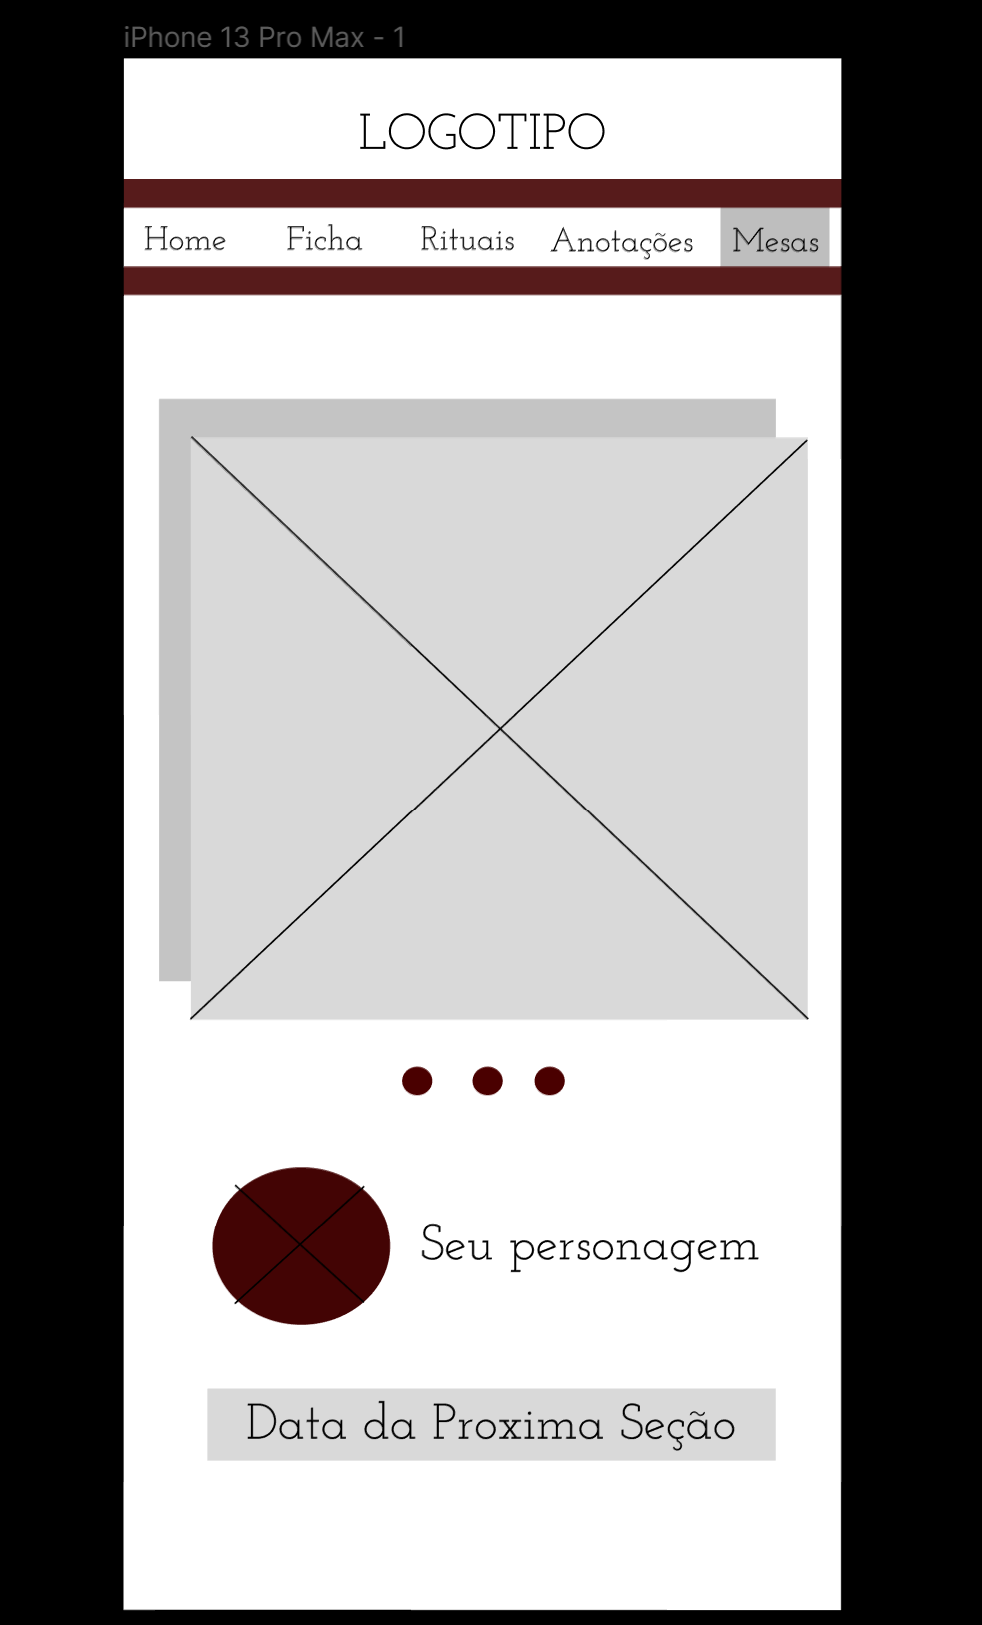 iPhone 13 Pro Max - 1
LOGOTIPO
Home Ficha Rituais Anotações Mesas
Seu personagem
Data da Proxima Seção